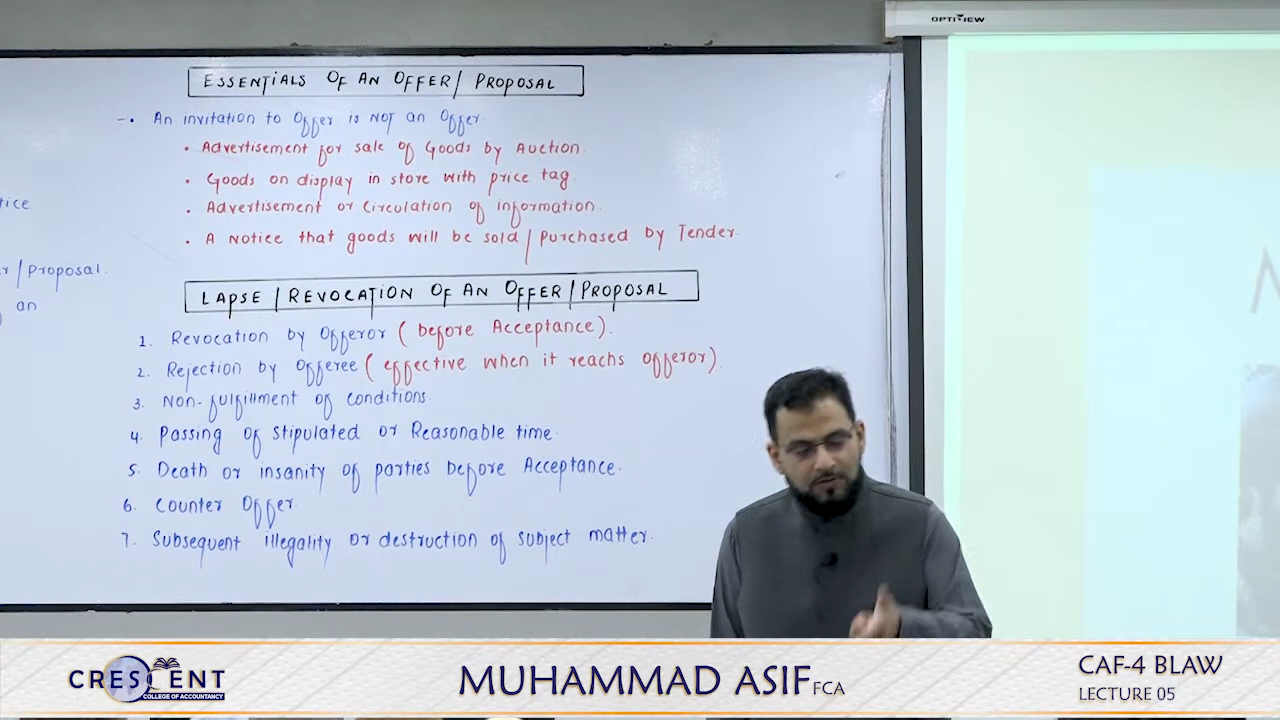 OPTIVIEW
ESSENTIALS OF AN OFFER/ PROPOSAL
-• An invitation to Offer is NOT an Offer.
• Advertisement for sale of Goods by Auction.
• Goods on display in store with price tag.
• Advertisement or Circulation of information.
• A Notice that goods will be sold/Purchased by Tender.
tice
r/Proposal.
an
LAPSE / REVOCATION OF AN OFFER/PROPOSAL
1. Revocation by Offeror (before Acceptance).
2. Rejection by Offeree (effective when it reachs offeror).
3. Non-fulfillment of conditions.
4. Passing of stipulated or Reasonable time.
5. Death or insanity of parties before Acceptance.
6. Counter Offer.
7. Subsequent illegality or destruction of subject matter.
CRESCENT
COLLEGE OF ACCOUNTANCY
MUHAMMAD ASIF FCA
CAF-4 BLAW
LECTURE 05